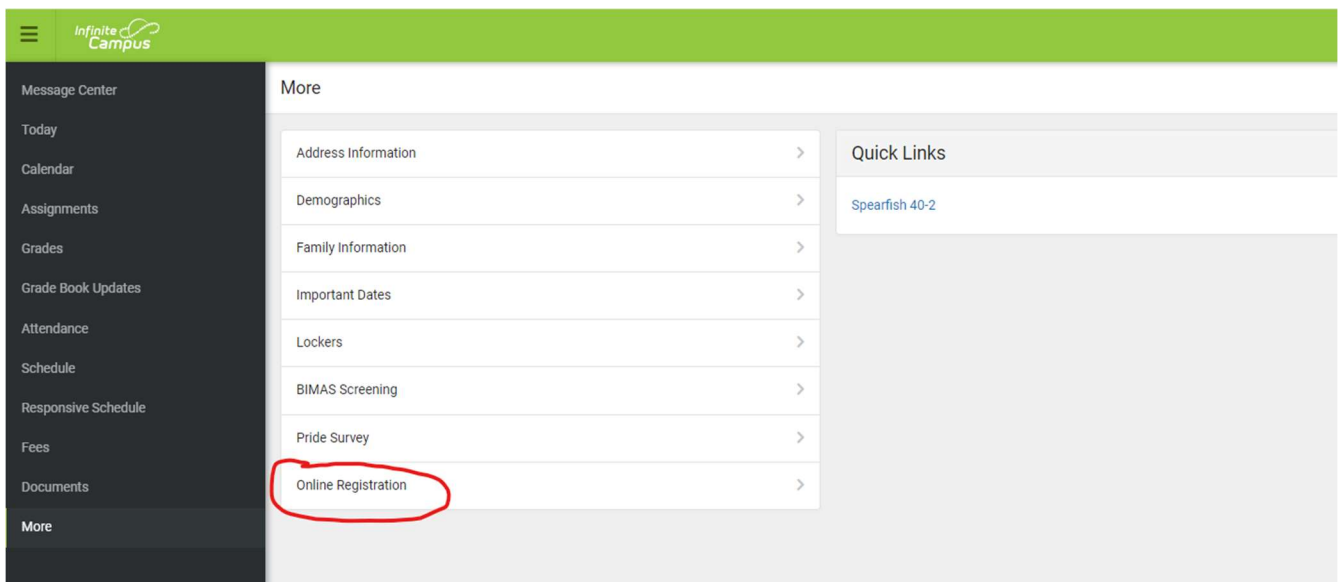 Infinite
Campus
Message Center
Today
Calendar
Assignments
Grades
Grade Book Updates
Attendance
Schedule
Responsive Schedule
Fees
Documents
More
More
Address Information
Demographics
Family Information
Important Dates
Lockers
BIMAS Screening
Pride Survey
Online Registration
Quick Links
Spearfish 40-2